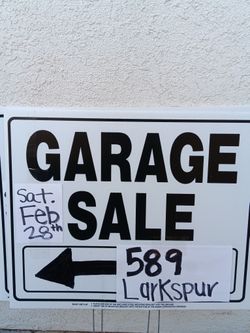 GARAGE
SALE
Sat.
Feb
28th
589
Larkspur